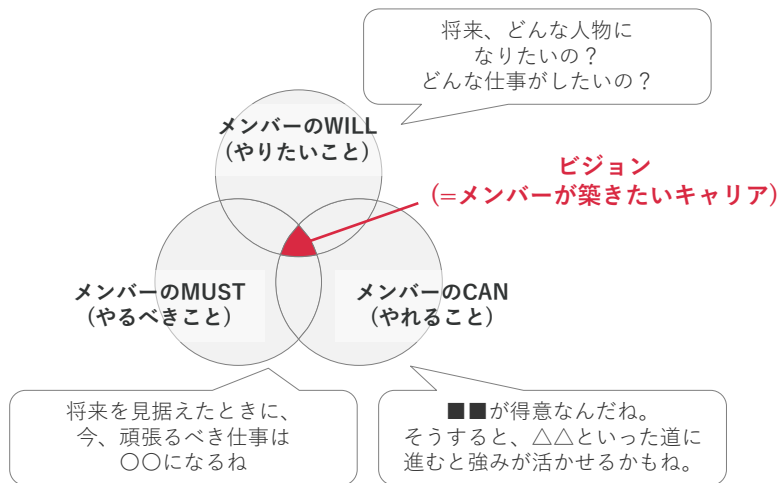 将来、どんな人物に
なりたいの？
どんな仕事がしたいの？
メンバーのWILL
（やりたいこと）
ビジョン
(=メンバーが築きたいキャリア)
メンバーのMUST
（やるべきこと）
メンバーのCAN
（やれること）
将来を見据えたときに、
今、頑張るべき仕事は
〇〇になるね
■■が得意なんだね。
そうすると、△△といった道に
進むと強みが活かせるかもね。